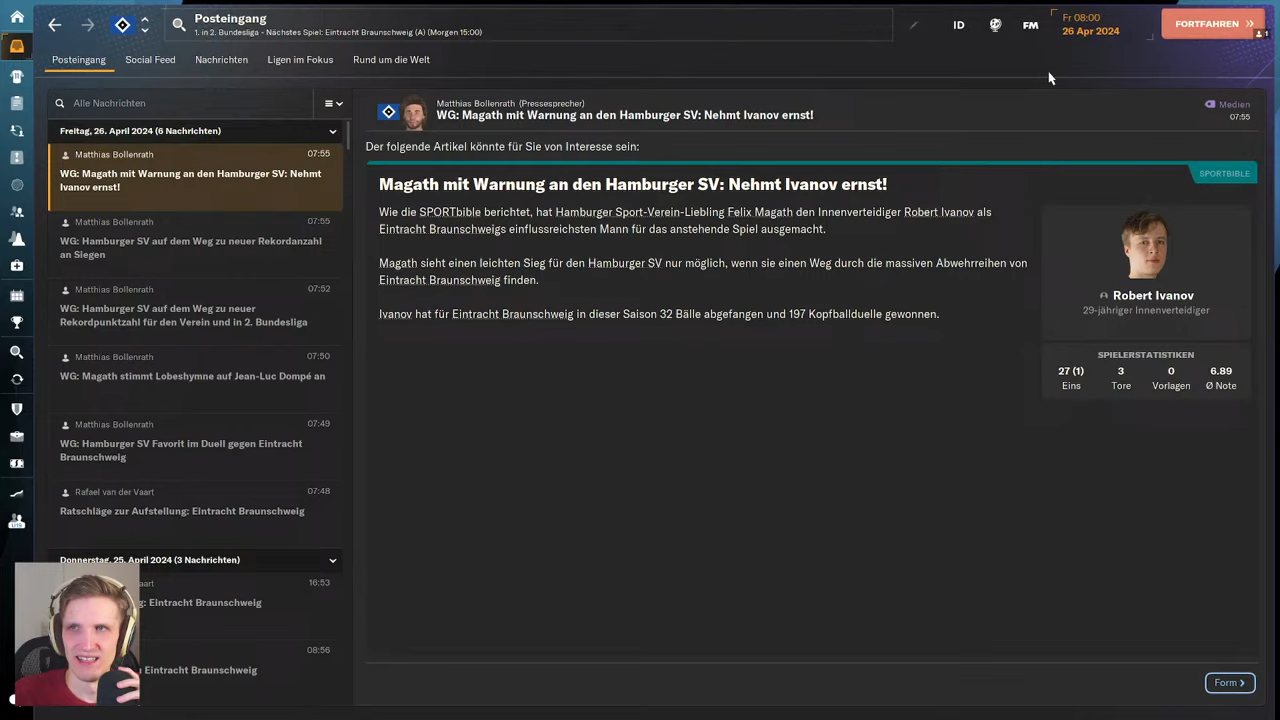 Posteingang
1. in 2. Bundesliga - Nächstes Spiel: Eintracht Braunschweig (A) (Morgen 15:00)
ID
FM
Fr 08:00
26 Apr 2024
FORTFAHREN
1
Posteingang
Social Feed
Nachrichten
Ligen im Fokus
Rund um die Welt
Alle Nachrichten
Freitag, 26. April 2024 (6 Nachrichten)
Matthias Bollenrath
07:55
WG: Magath mit Warnung an den Hamburger SV: Nehmt
Ivanov ernst!
Matthias Bollenrath
07:55
WG: Hamburger SV auf dem Weg zu neuer Rekordanzahl
an Siegen
Matthias Bollenrath
07:52
WG: Hamburger SV auf dem Weg zu neuer
Rekordpunktzahl für den Verein und in 2. Bundesliga
Matthias Bollenrath
07:50
WG: Magath stimmt Lobeshymne auf Jean-Luc Dompé an
Matthias Bollenrath
07:49
WG: Hamburger SV Favorit im Duell gegen Eintracht
Braunschweig
Rafael van der Vaart
07:48
Ratschläge zur Aufstellung: Eintracht Braunschweig
Donnerstag, 25. April 2024 (3 Nachrichten)
aart
16:53
g: Eintracht Braunschweig
08:56
Eintracht Braunschweig
U19
Matthias Bollenrath (Pressesprecher)
WG: Magath mit Warnung an den Hamburger SV: Nehmt Ivanov ernst!
Medien
07:55
Der folgende Artikel könnte für Sie von Interesse sein:
SPORTBIBLE
Magath mit Warnung an den Hamburger SV: Nehmt Ivanov ernst!
Wie die SPORTbible berichtet, hat Hamburger Sport-Verein-Liebling Felix Magath den Innenverteidiger Robert Ivanov als
Eintracht Braunschweigs einflussreichsten Mann für das anstehende Spiel ausgemacht.
Magath sieht einen leichten Sieg für den Hamburger SV nur möglich, wenn sie einen Weg durch die massiven Abwehrreihen von
Eintracht Braunschweig finden.
Ivanov hat für Eintracht Braunschweig in dieser Saison 32 Bälle abgefangen und 197 Kopfballduelle gewonnen.
Robert Ivanov
29-jähriger Innenverteidiger
SPIELERSTATISTIKEN
27 (1)
3
0
6.89
Eins
Tore
Vorlagen
Ø Note
Form